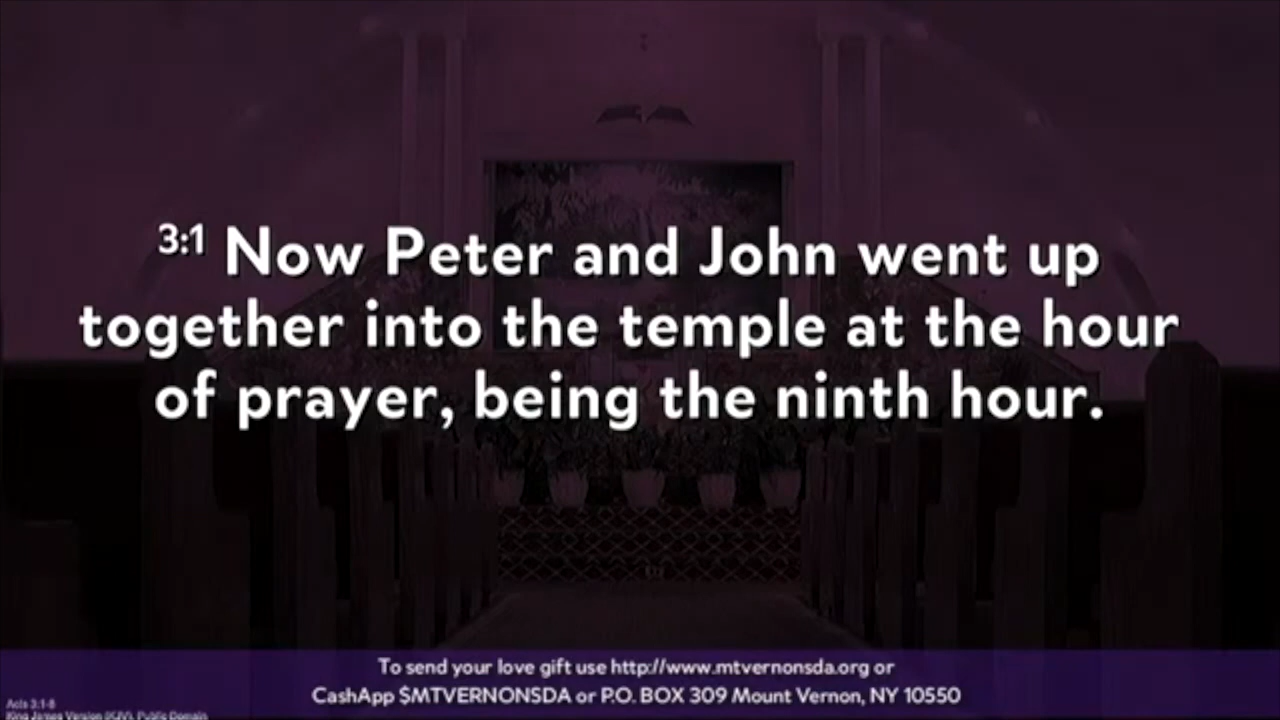 3:1 Now Peter and John went up
together into the temple at the hour
of prayer, being the ninth hour.
To send your love gift use http://www.mtvernonsda.org or
CashApp $MTVERNONSDA or P.O. BOX 309 Mount Vernon, NY 10550
Acts 3:1-8
King James Version (KJV), Public Domain